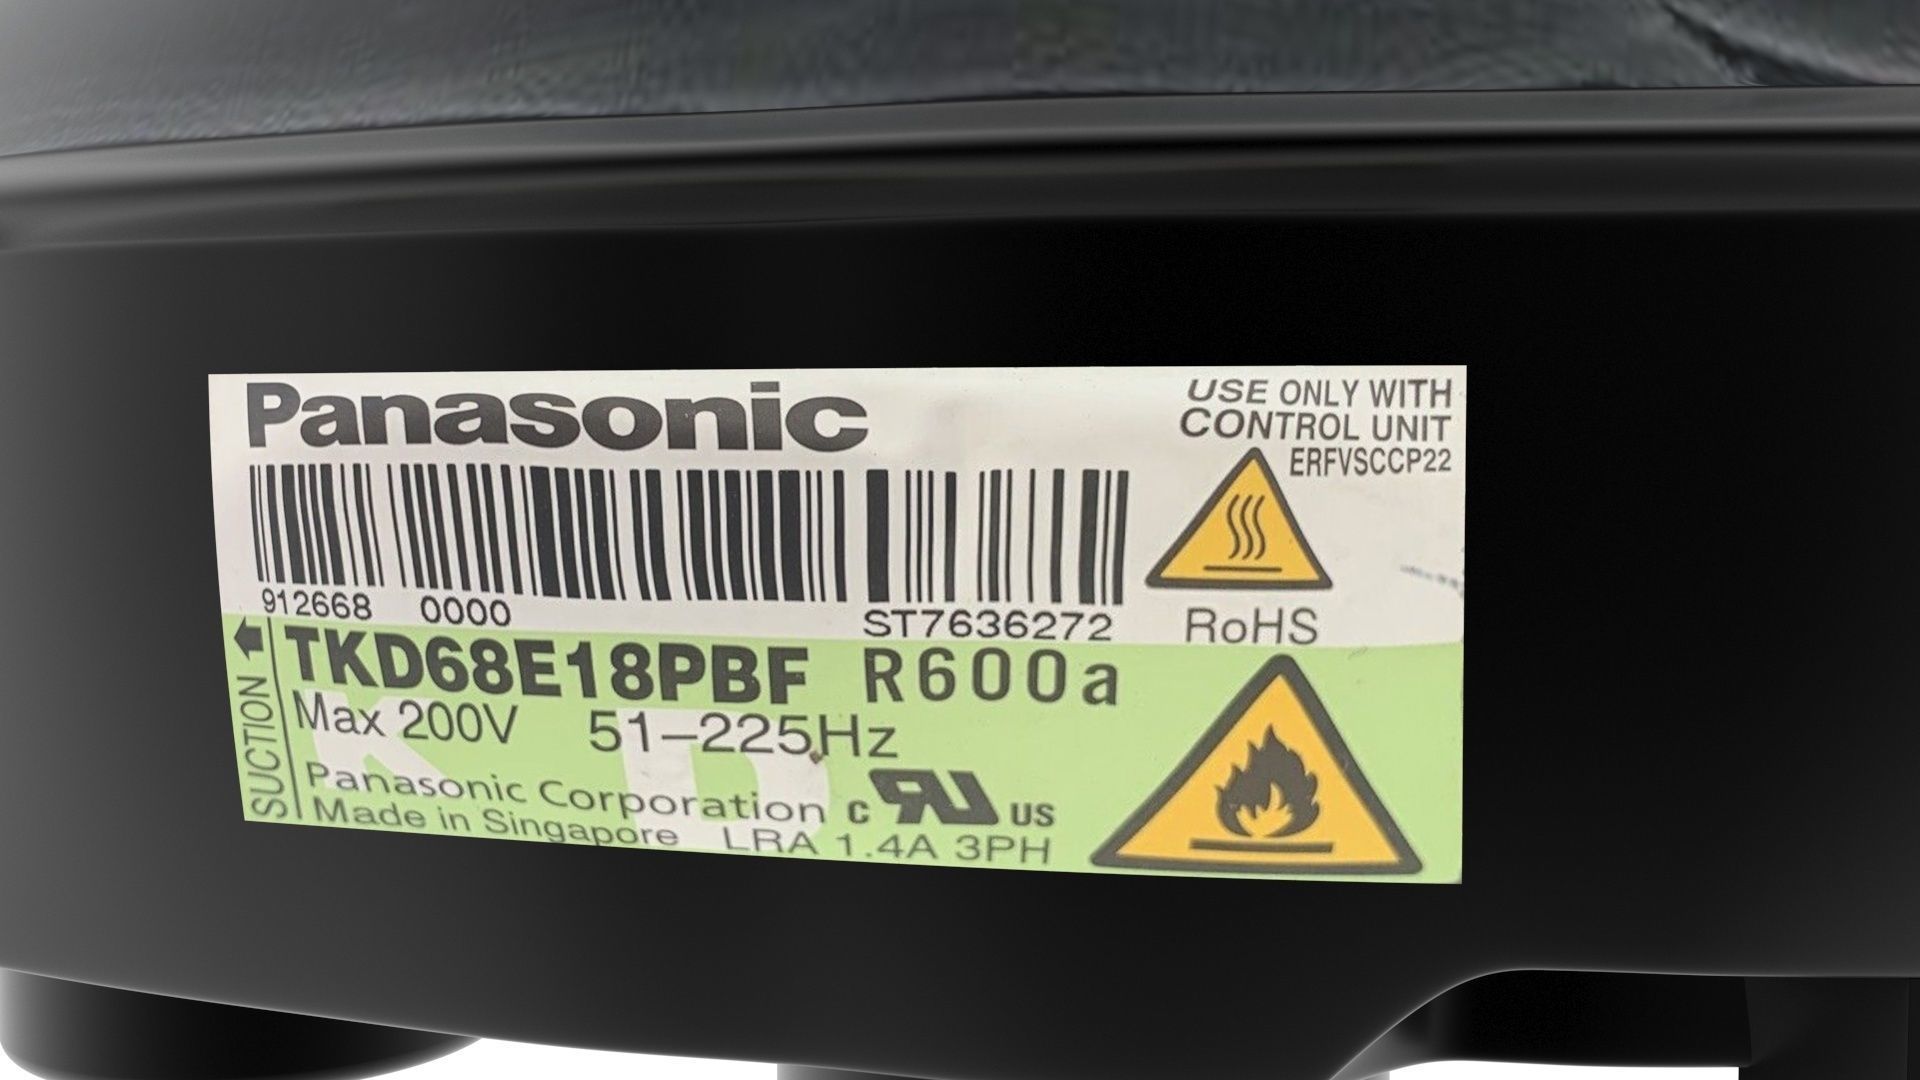 Panasonic
USE ONLY WITH
CONTROL UNIT
ERFVSCCP22
912668 0000
ST7636272
RoHS
SUCTION
TKD68E18PBF R600a
Max 200V 51-225Hz
K D
Panasonic Corporation c RU US
Made in Singapore LRA 1.4A 3PH